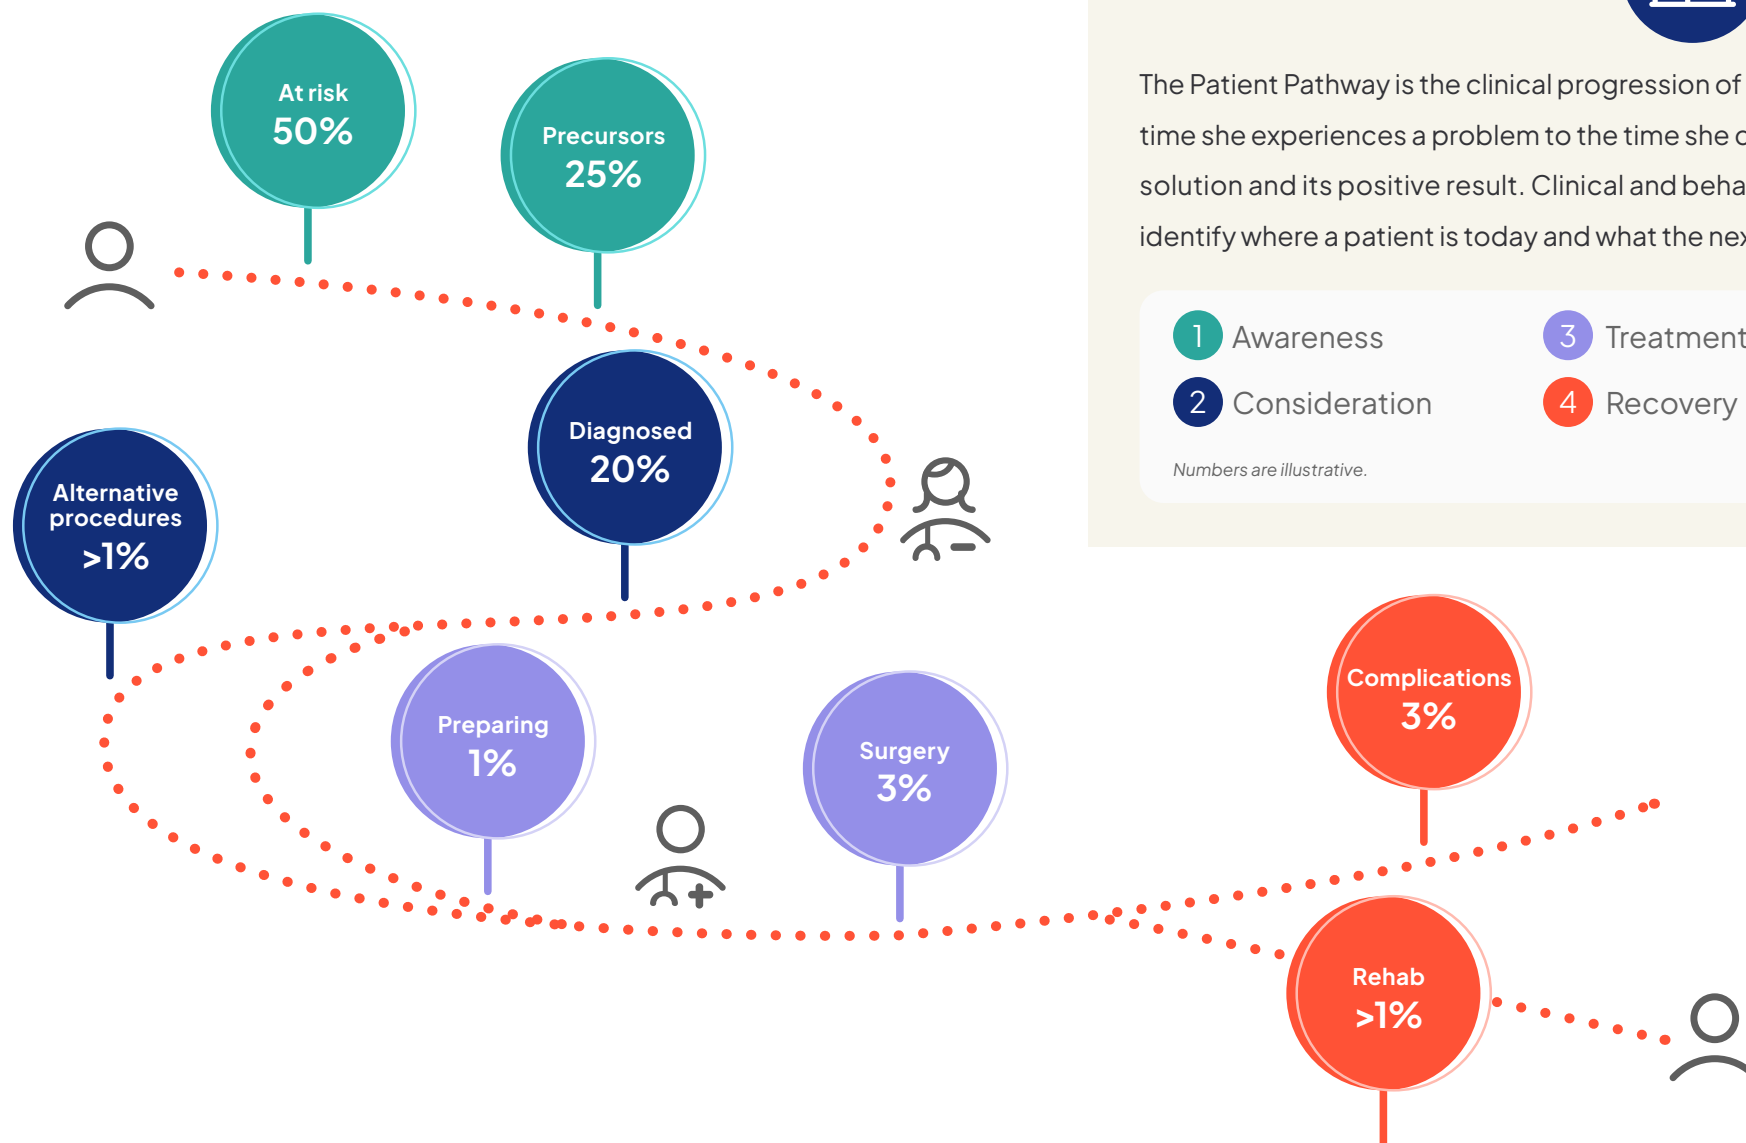 At risk
50%
Precursors
25%
Diagnosed
20%
Alternative
procedures
>1%
Preparing
1%
Surgery
3%
Complications
3%
Rehab
>1%
The Patient Pathway is the clinical progression of
time she experiences a problem to the time she
solution and its positive result. Clinical and
identify where a patient is today and what the
1 Awareness
2 Consideration
3 Treatment
4 Recovery
Numbers are illustrative.